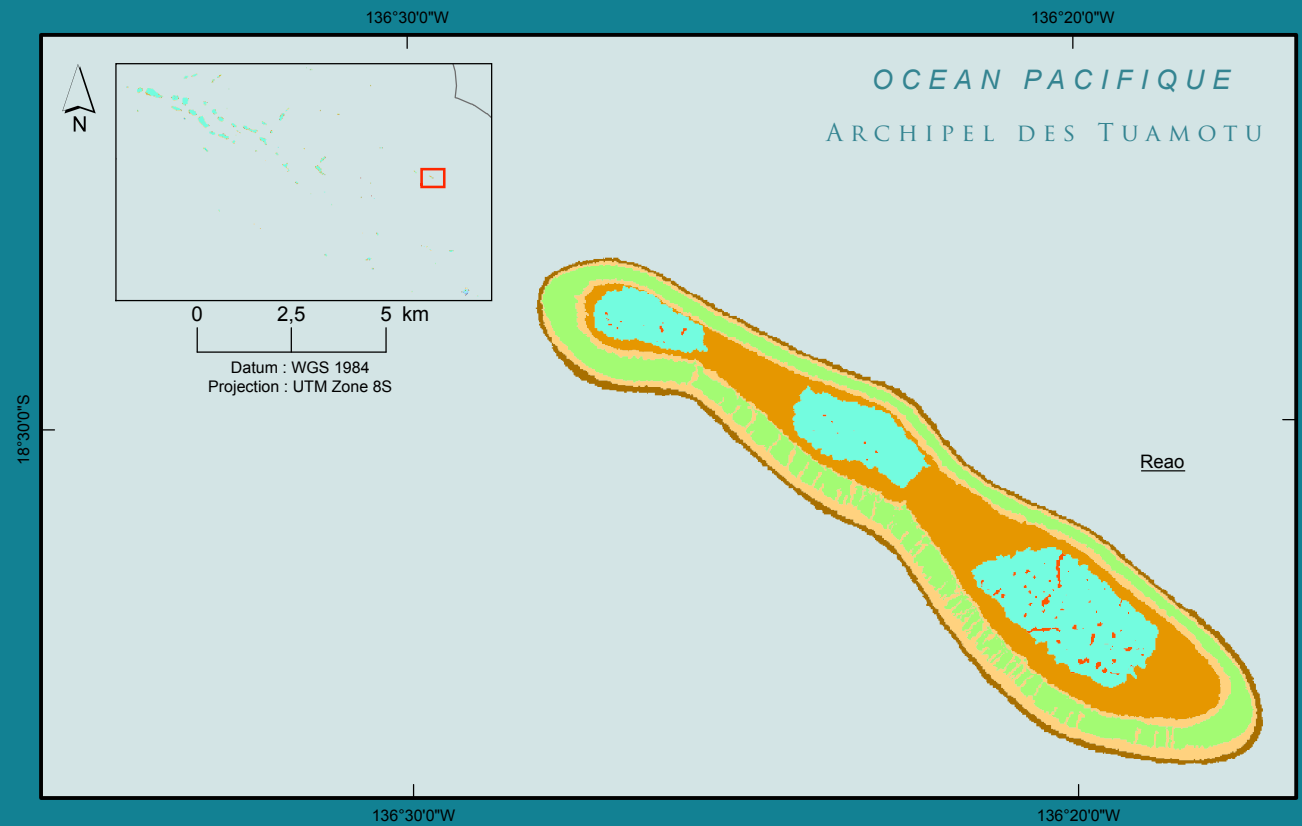 136°30'0"W
136°20'0"W
OCEAN PACIFIQUE
ARCHIPEL DES TUAMOTU
N
0 2,5 5 km
Datum : WGS 1984
Projection : UTM Zone 8S
18°30'0"S
Reao
136°30'0"W
136°20'0"W